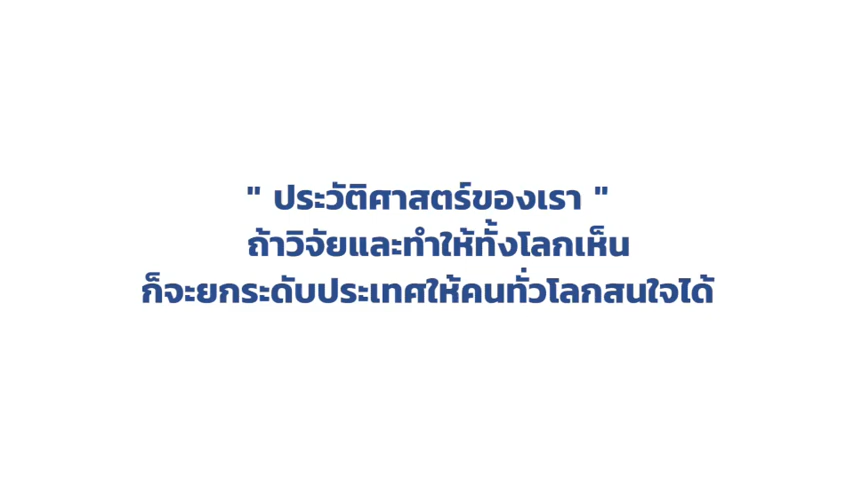 " ประวัติศาสตร์ของเรา "
ถ้าวิจัยและทำให้ทั้งโลกเห็น
ก็จะยกระดับประเทศให้คนทั่วโลกสนใจได้